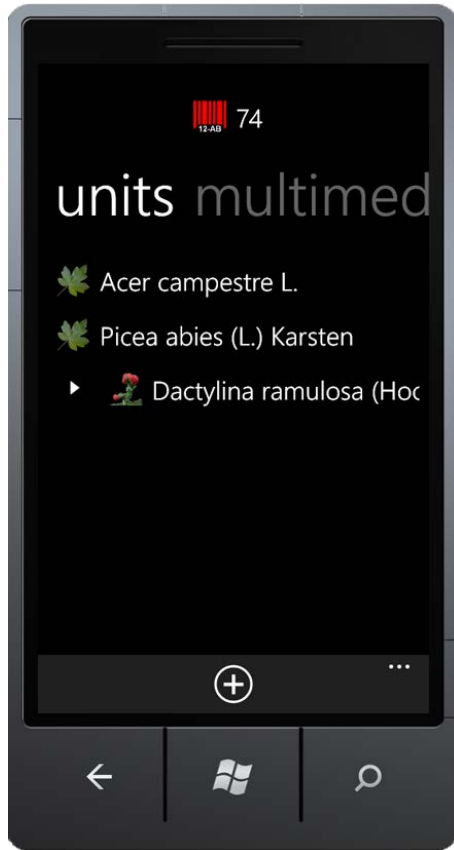 12-AB 74
units multimed
Acer campestre L.
Picea abies (L.) Karsten
Dactylina ramulosa (Hoc